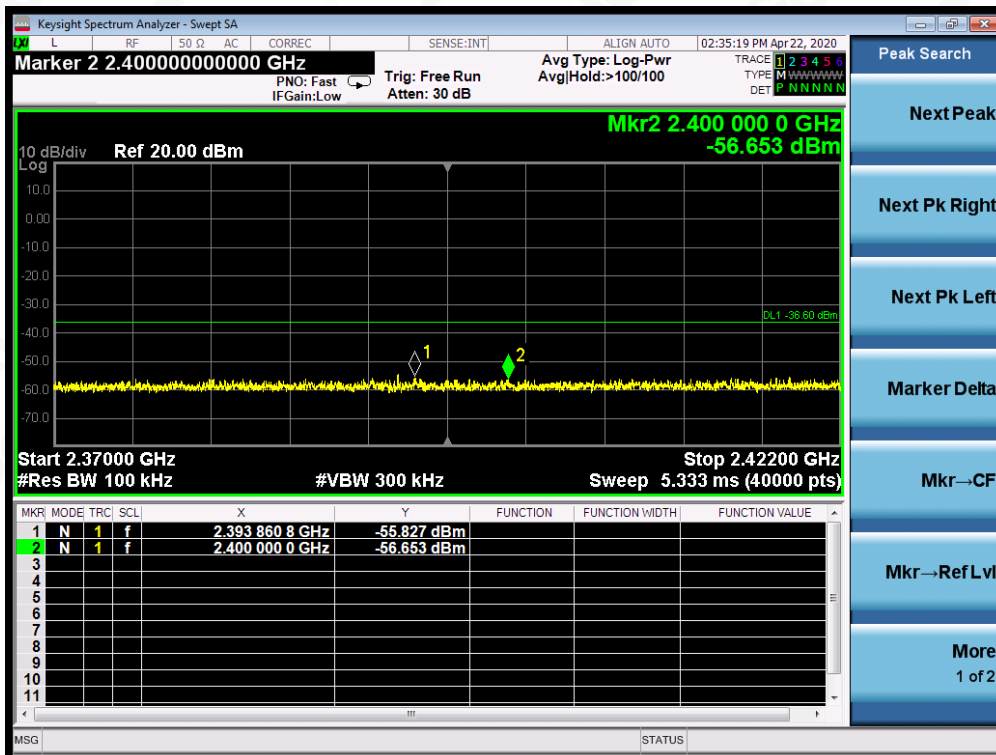 Keysight Spectrum Analyzer - Swept SA
LXI L RF 50 Ω AC CORREC SENSE:INT ALIGN AUTO 02:35:19 PM Apr 22, 2020
Marker 2 2.400000000000 GHz
PNO: Fast
IFGain:Low
Trig: Free Run
Atten: 30 dB
Avg Type: Log-Pwr
Avg|Hold:>100/100
TRACE 1 2 3 4 5 6
TYPE M WWWWW
DET P N N N N N
Mkr2 2.400 000 0 GHz
-56.653 dBm
10 dB/div Ref 20.00 dBm
Log
10.0
0.00
-10.0
-20.0
-30.0
DL1 -36.60 dBm
-40.0
-50.0
1
2
-60.0
-70.0
Start 2.37000 GHz Stop 2.42200 GHz
#Res BW 100 kHz #VBW 300 kHz Sweep 5.333 ms (40000 pts)
MKR MODE TRC SCL X Y FUNCTION FUNCTION WIDTH FUNCTION VALUE
1 N 1 f 2.393 860 8 GHz -55.827 dBm
2 N 1 f 2.400 000 0 GHz -56.653 dBm
3
4
5
6
7
8
9
10
11
MSG STATUS
Peak Search
Next Peak
Next Pk Right
Next Pk Left
Marker Delta
Mkr→CF
Mkr→Ref Lvl
More
1 of 2